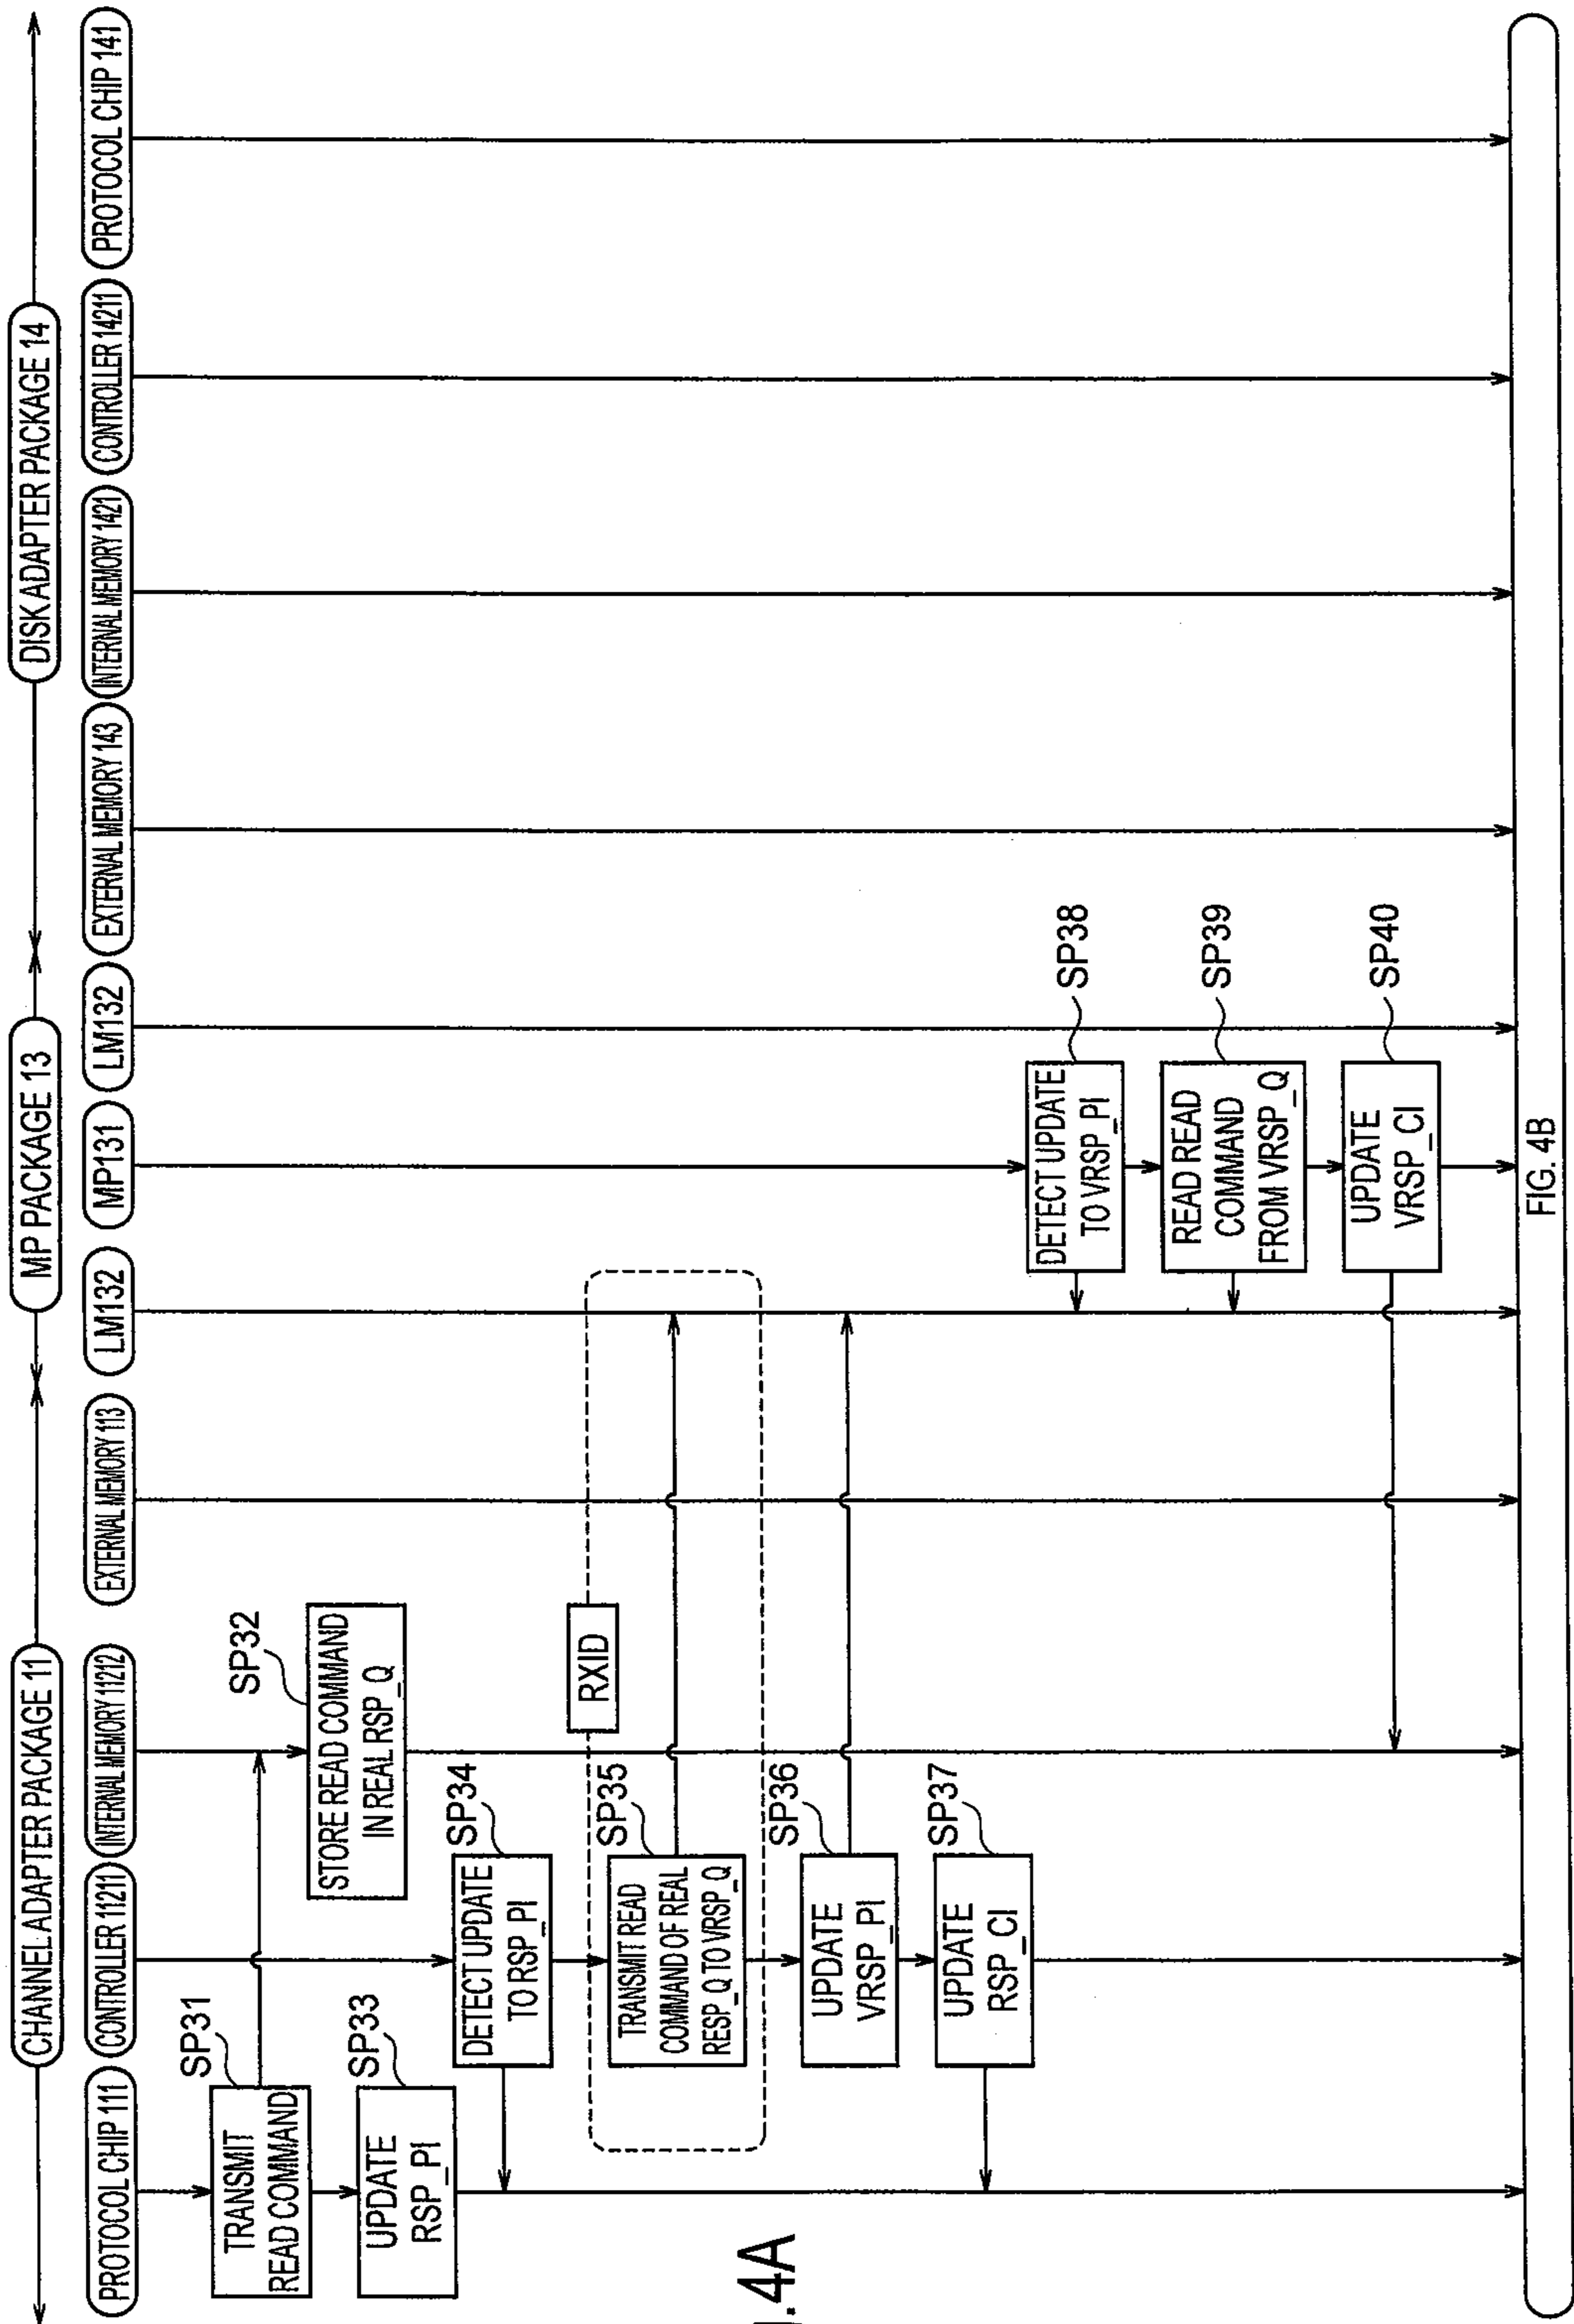 CHANNEL ADAPTER PACKAGE 11
MP PACKAGE 13
DISK ADAPTER PACKAGE 14
PROTOCOL CHIP 111
CONTROLLER 11211
INTERNAL MEMORY 11212
EXTERNAL MEMORY 113
LM132
MP131
LM132
EXTERNAL MEMORY 143
INTERNAL MEMORY 1421
CONTROLLER 14211
PROTOCOL CHIP 141
SP31
TRANSMIT
READ COMMAND
SP32
STORE READ COMMAND
IN REAL RSP_Q
SP33
UPDATE
RSP_PI
SP34
DETECT UPDATE
TO RSP_PI
RXID
SP35
TRANSMIT READ
COMMAND OF REAL
RESP_Q TO VRSP_Q
SP36
UPDATE
VRSP_PI
SP37
UPDATE
RSP_CI
SP38
DETECT UPDATE
TO VRSP_PI
SP39
READ READ
COMMAND
FROM VRSP_Q
SP40
UPDATE
VRSP_CI
FIG. 4B
.4A